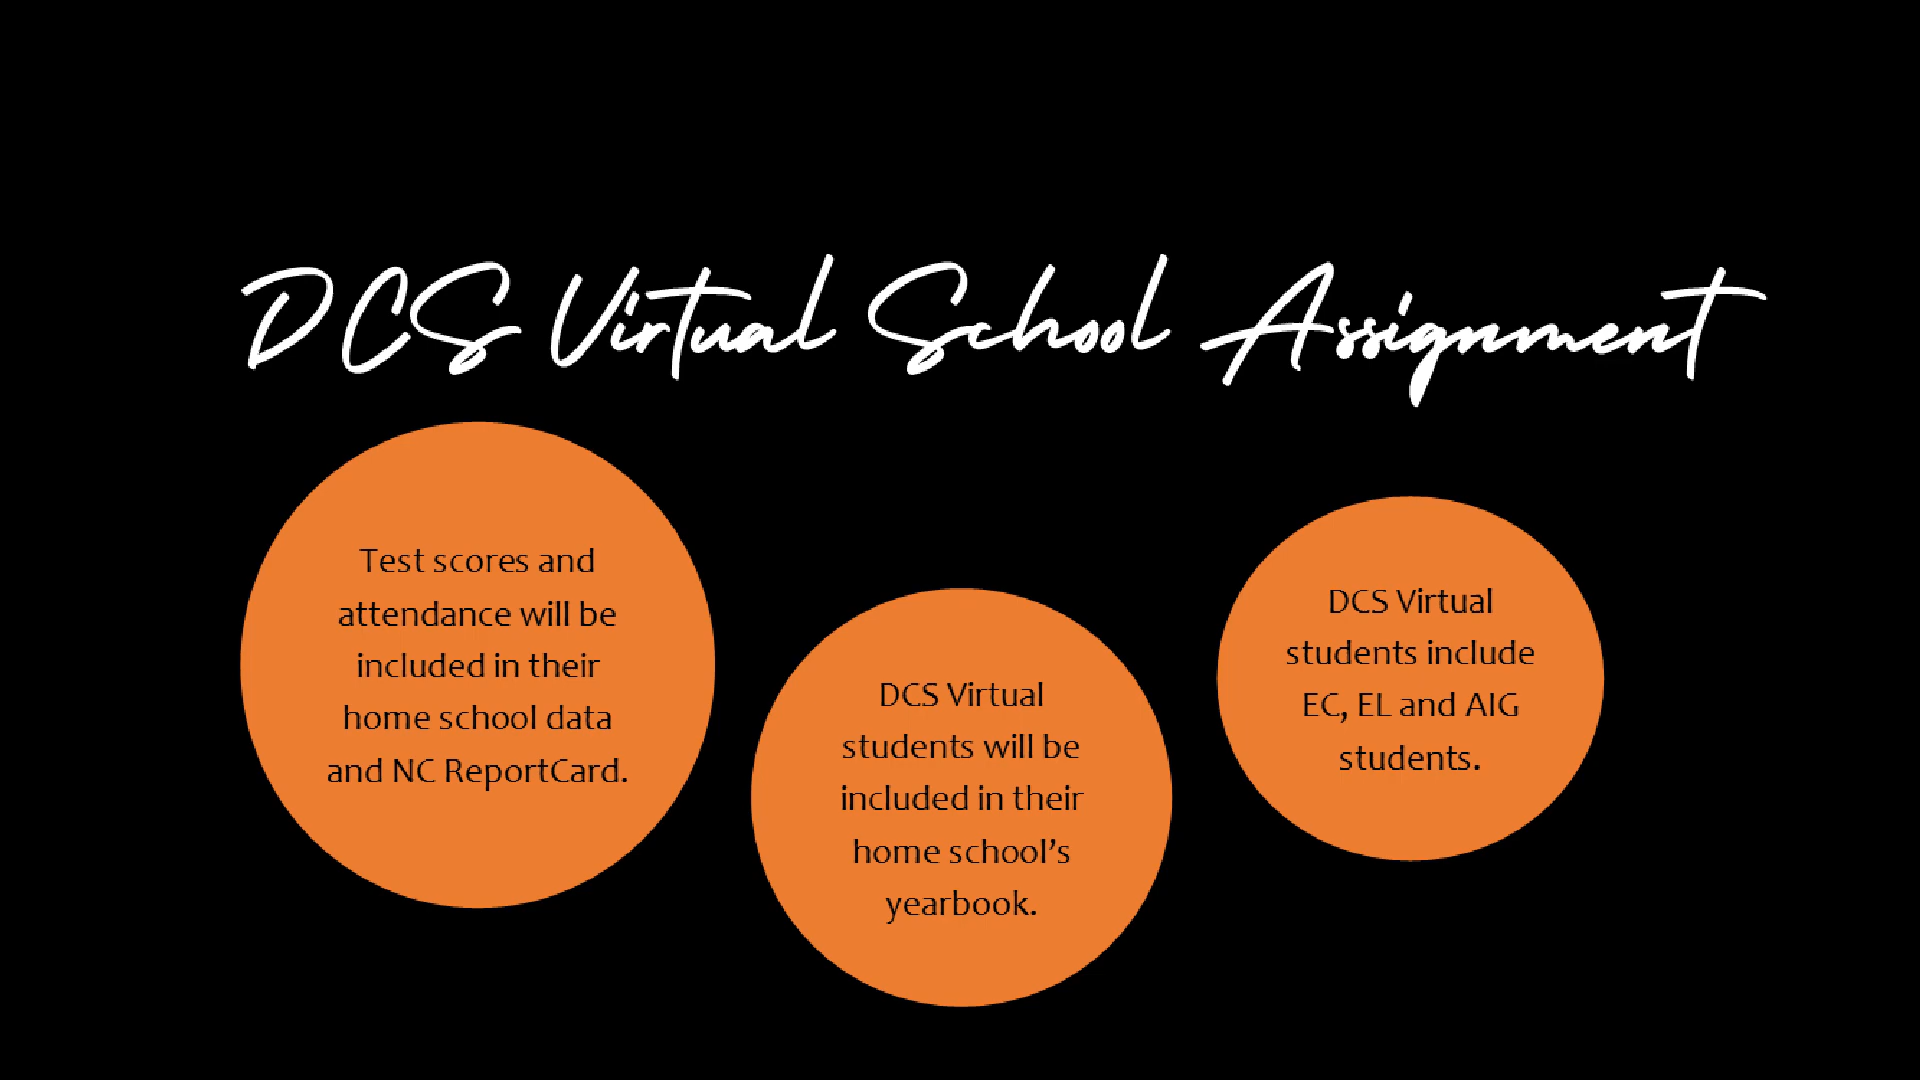 DCS Virtual School Assignment
Test scores and
attendance will be
included in their
home school data
and NC ReportCard.
DCS Virtual
students will be
included in their
home school’s
yearbook.
DCS Virtual
students include
EC, EL and AIG
students.